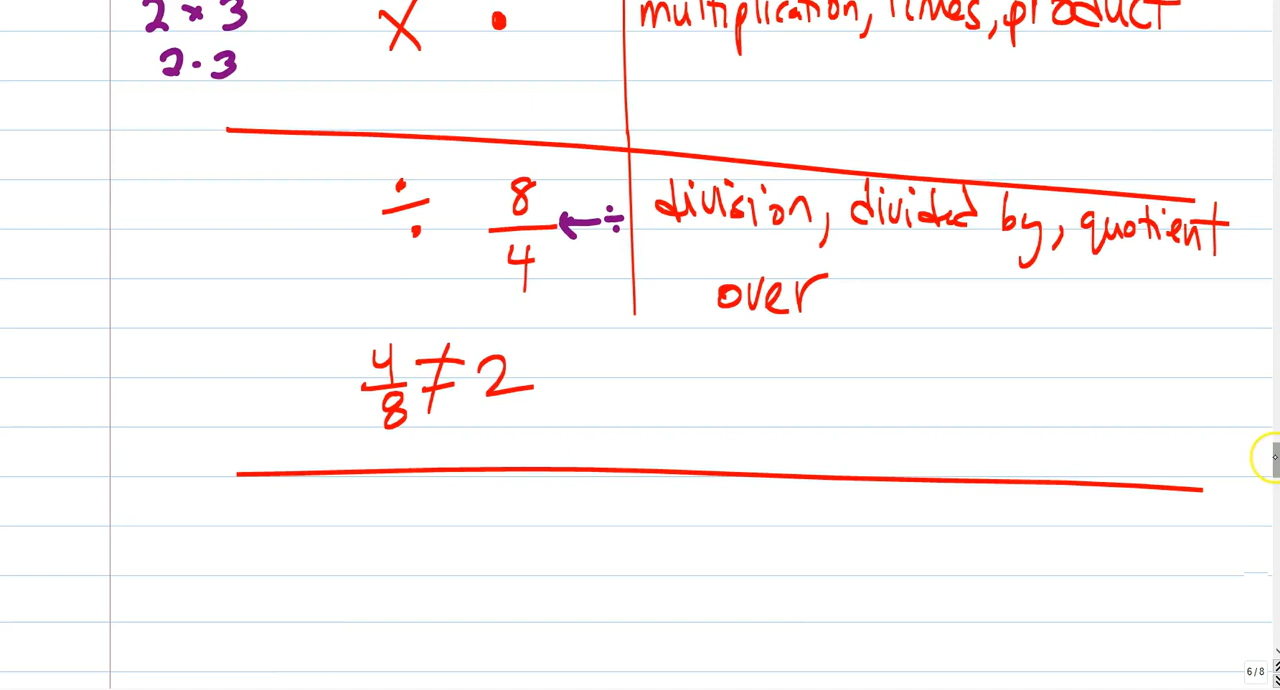 2 × 3 X • multiplication, times, product
2 · 3
÷ 8/4 ← ÷ division, divided by, quotient
over
4/8 ≠ 2
6 / 8